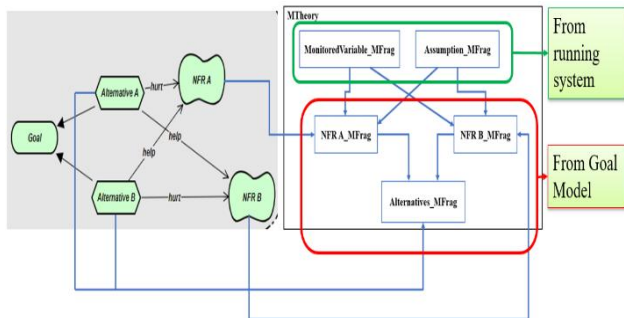 MTheory
MonitoredVariable_MFrag
Assumption_MFrag
From
running
system
NFR A
Alternative A
hurt
Goal
help
help
NFR A_MFrag
NFR B_MFrag
From Goal
Model
Alternative B
hurt
NFR B
Alternatives_MFrag